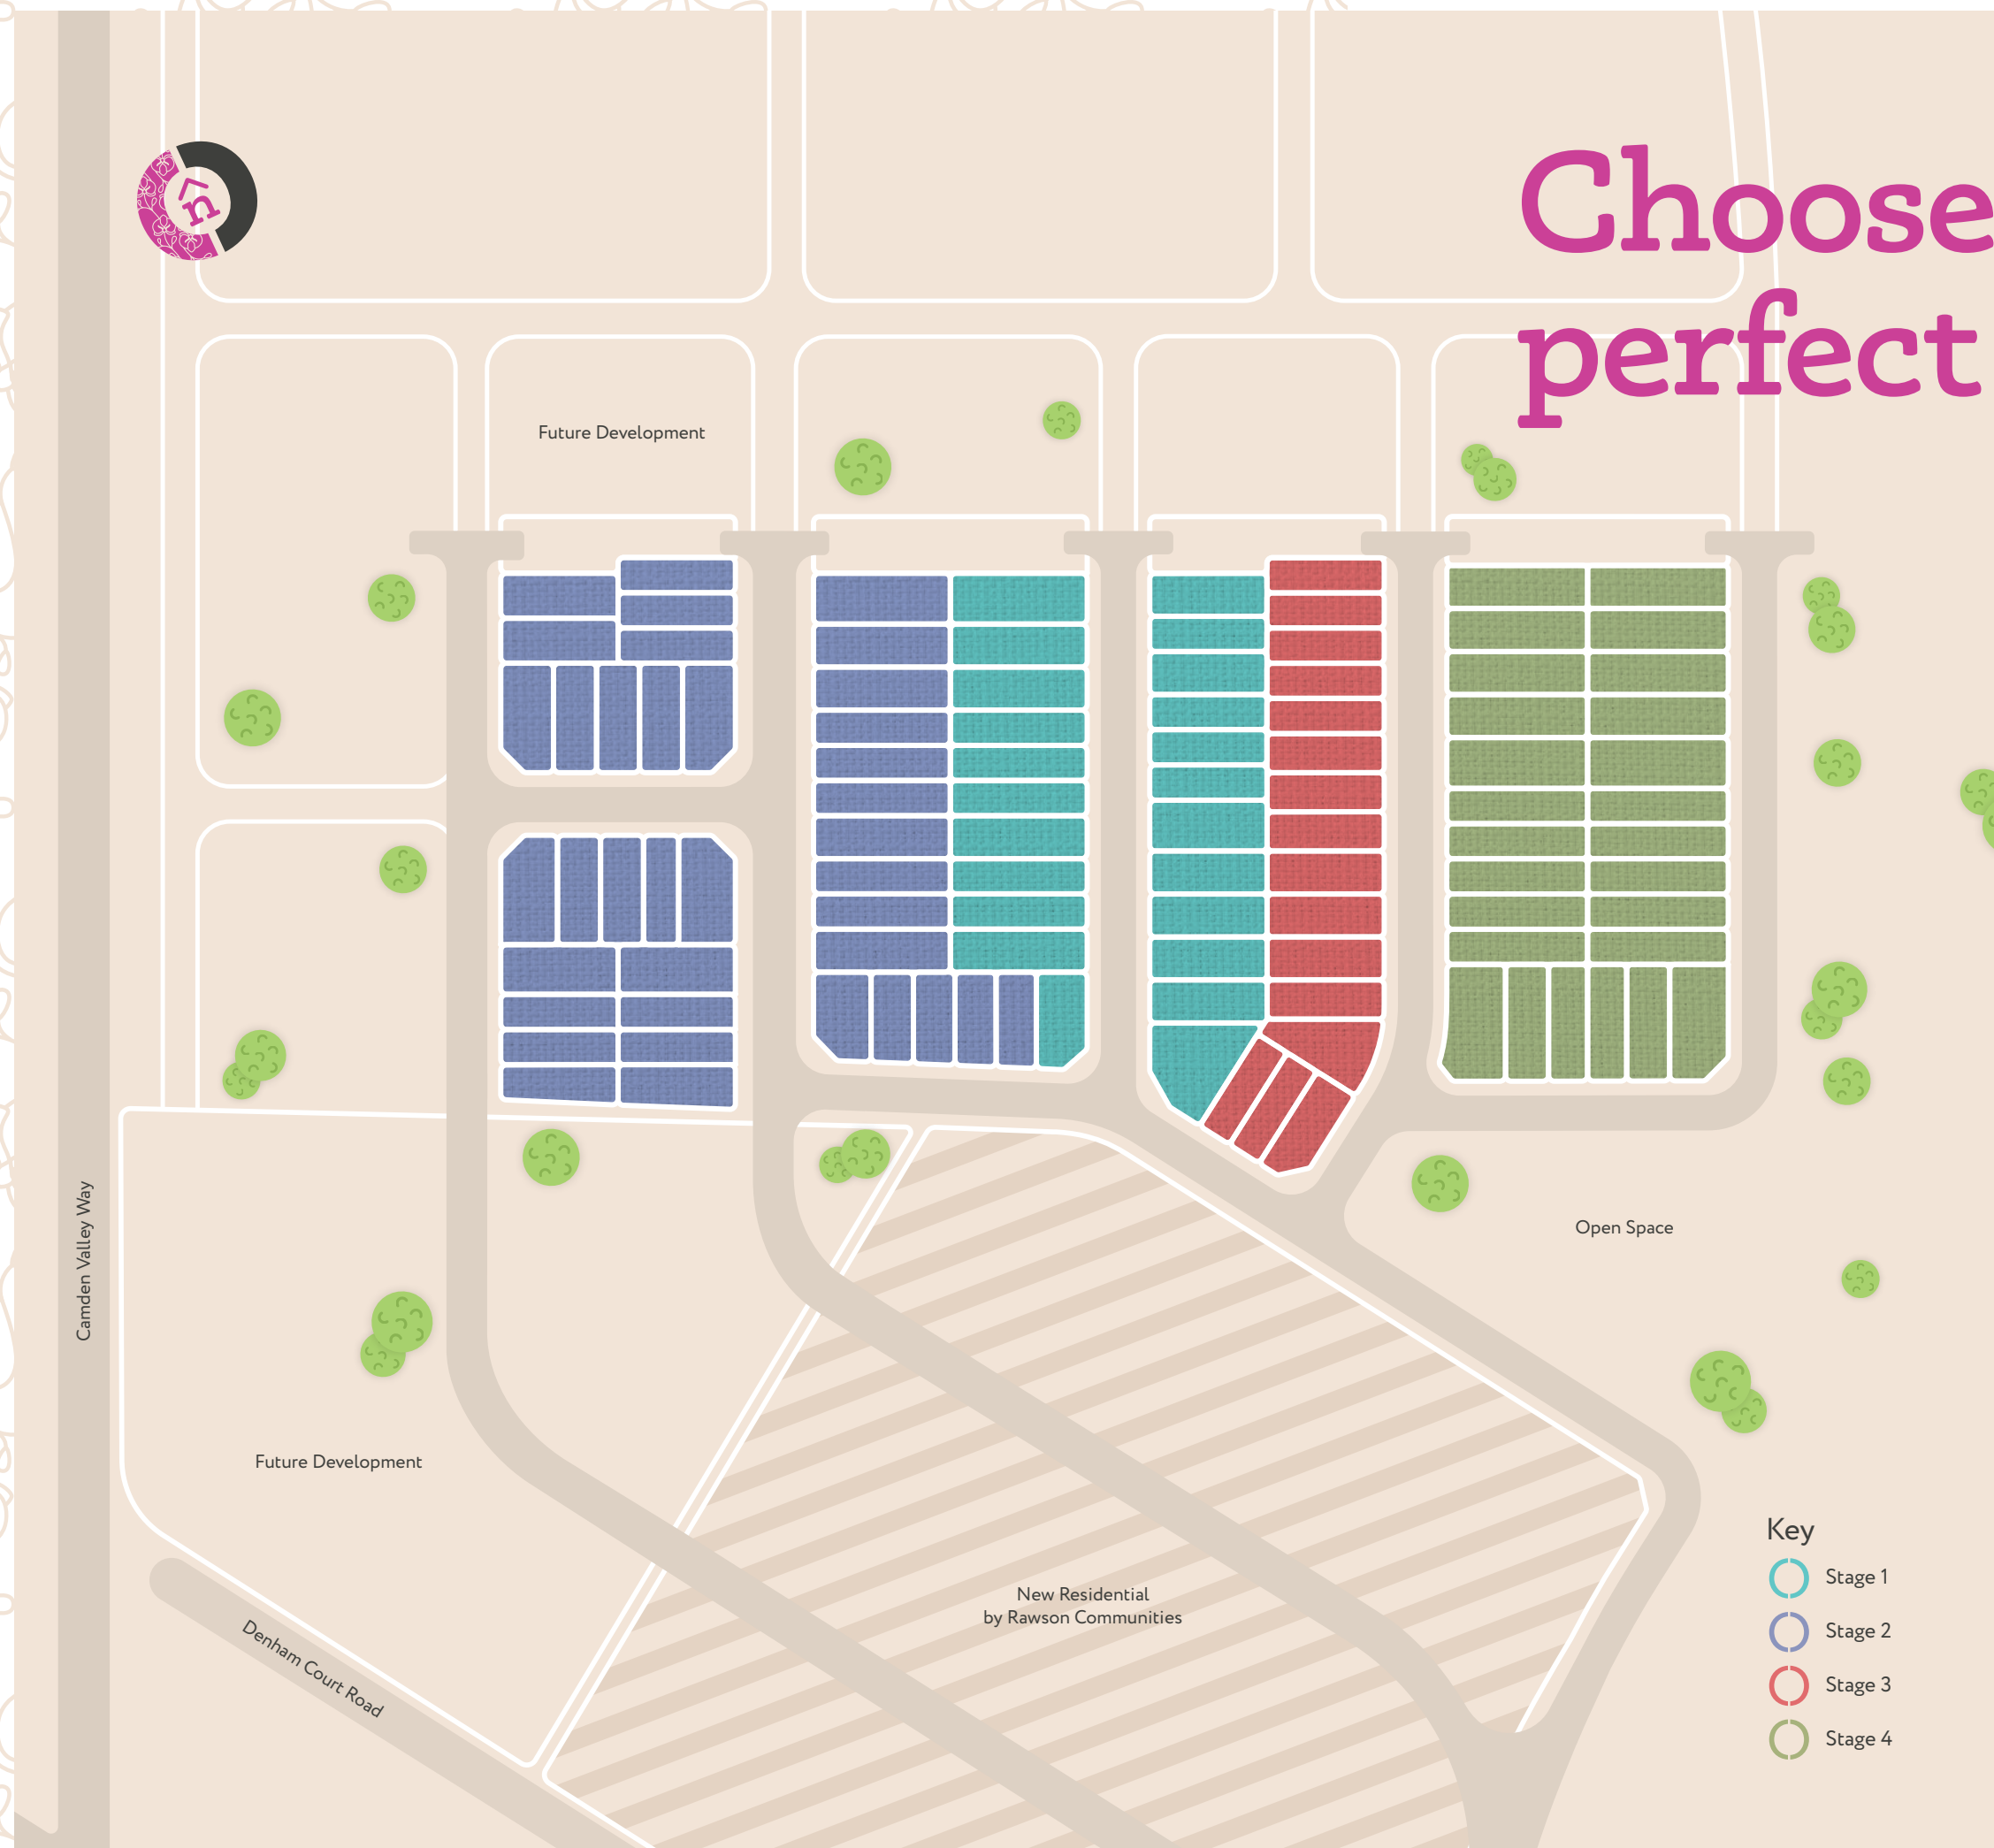 Choose
perfect
n
Future Development
Camden Valley Way
Open Space
Future Development
Denham Court Road
New Residential
by Rawson Communities
Key
Stage 1
Stage 2
Stage 3
Stage 4